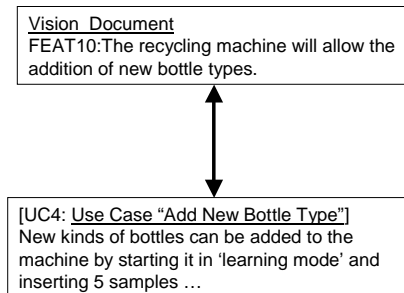 Vision Document
FEAT10:The recycling machine will allow the
addition of new bottle types.
[UC4: Use Case “Add New Bottle Type”]
New kinds of bottles can be added to the
machine by starting it in ‘learning mode’ and
inserting 5 samples …